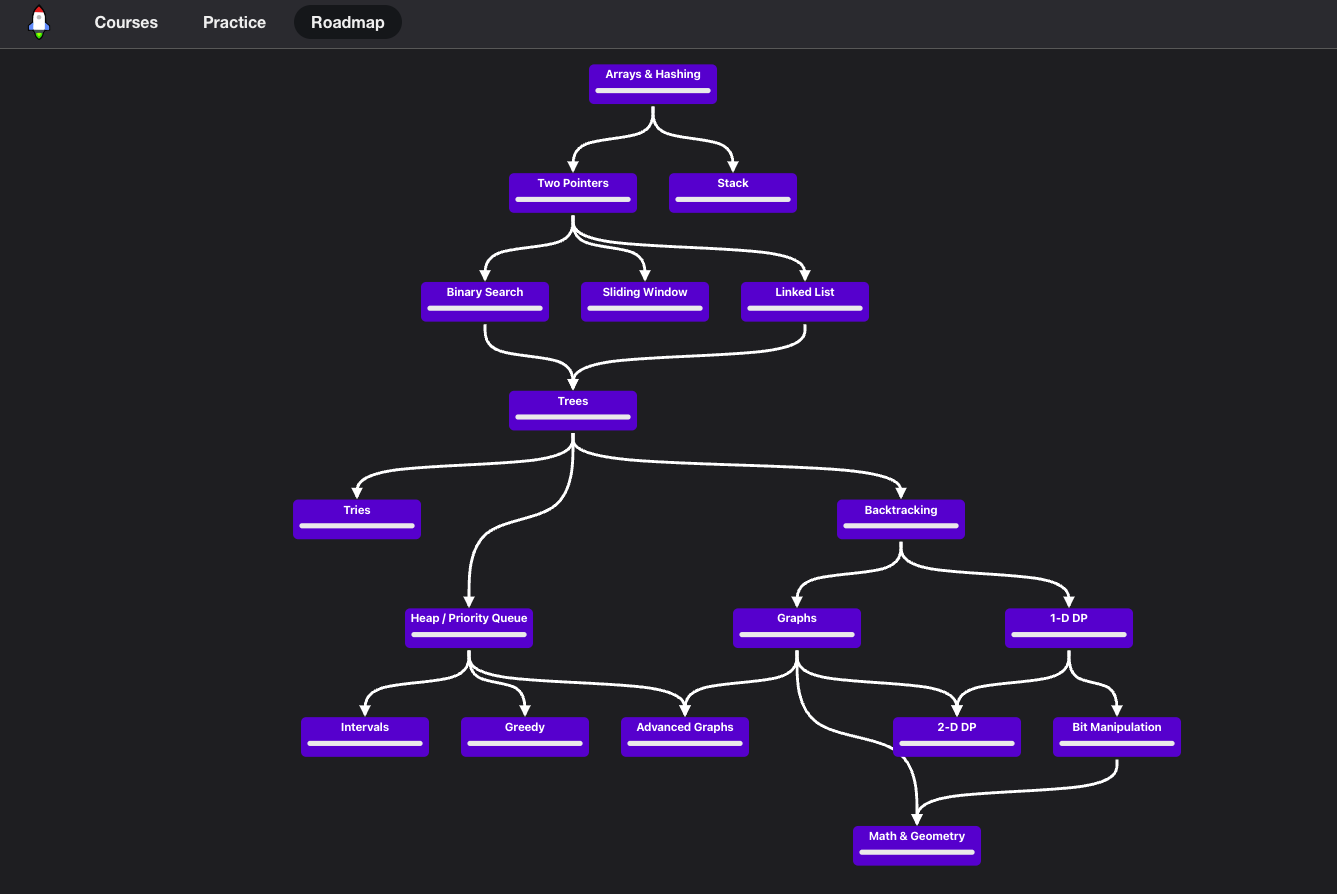 Courses Practice Roadmap
Arrays & Hashing
Two Pointers
Stack
Binary Search
Sliding Window
Linked List
Trees
Tries
Backtracking
Heap / Priority Queue
Graphs
1-D DP
Intervals
Greedy
Advanced Graphs
2-D DP
Bit Manipulation
Math & Geometry